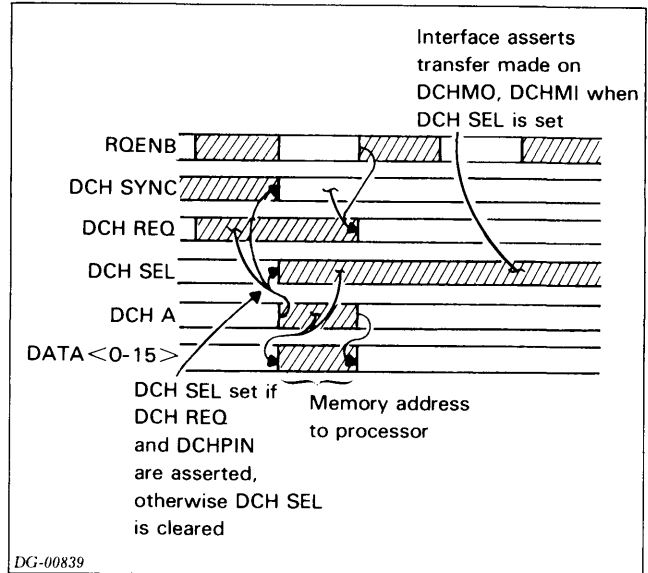 Interface asserts
transfer made on
DCHMO, DCHMI when
DCH SEL is set
RQENB
DCH SYNC
DCH REQ
DCH SEL
DCH A
DATA<0-15>
DCH SEL set if
DCH REQ
and DCHPIN
are asserted,
otherwise DCH SEL
is cleared
Memory address
to processor
DG-00839